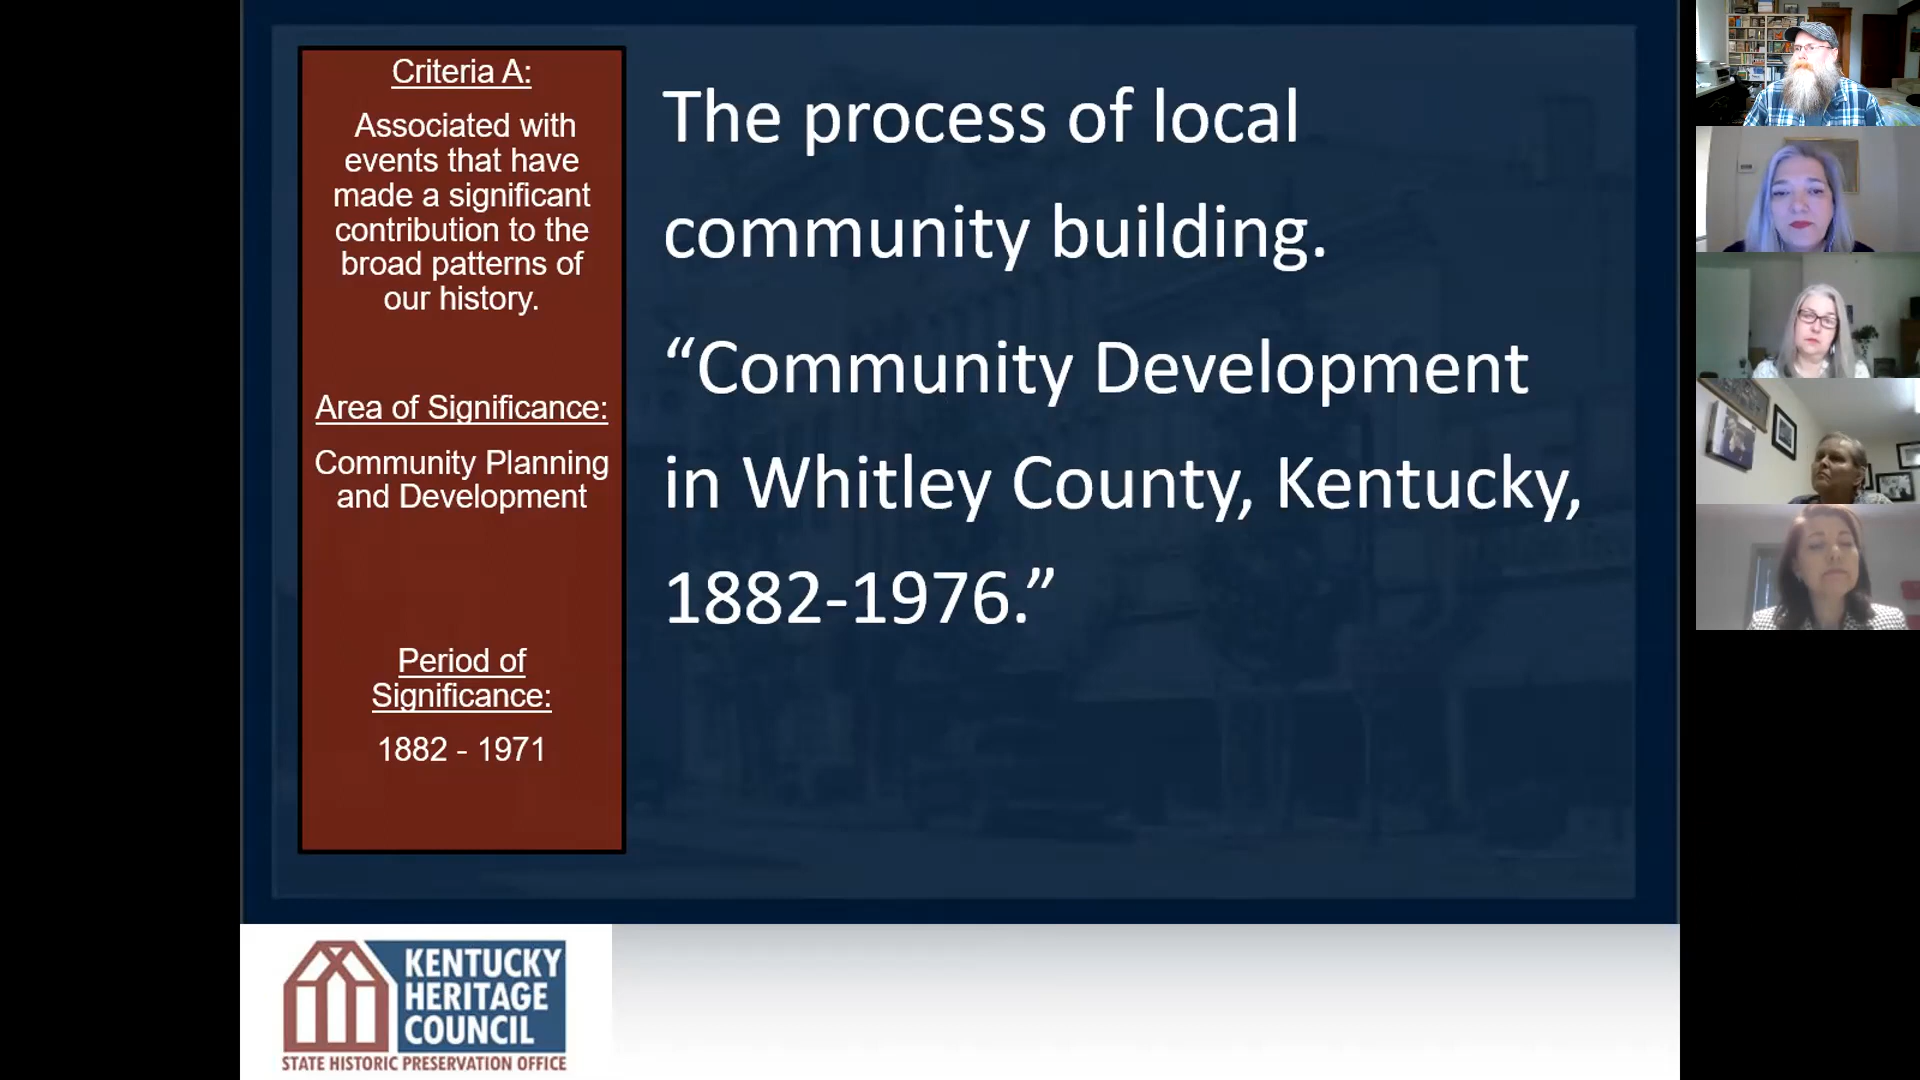 Criteria A:
Associated with
events that have
made a significant
contribution to the
broad patterns of
our history.
Area of Significance:
Community Planning
and Development
Period of
Significance:
1882 - 1971
The process of local
community building.
“Community Development
in Whitley County, Kentucky,
1882-1976.”
KENTUCKY
HERITAGE
COUNCIL
STATE HISTORIC PRESERVATION OFFICE